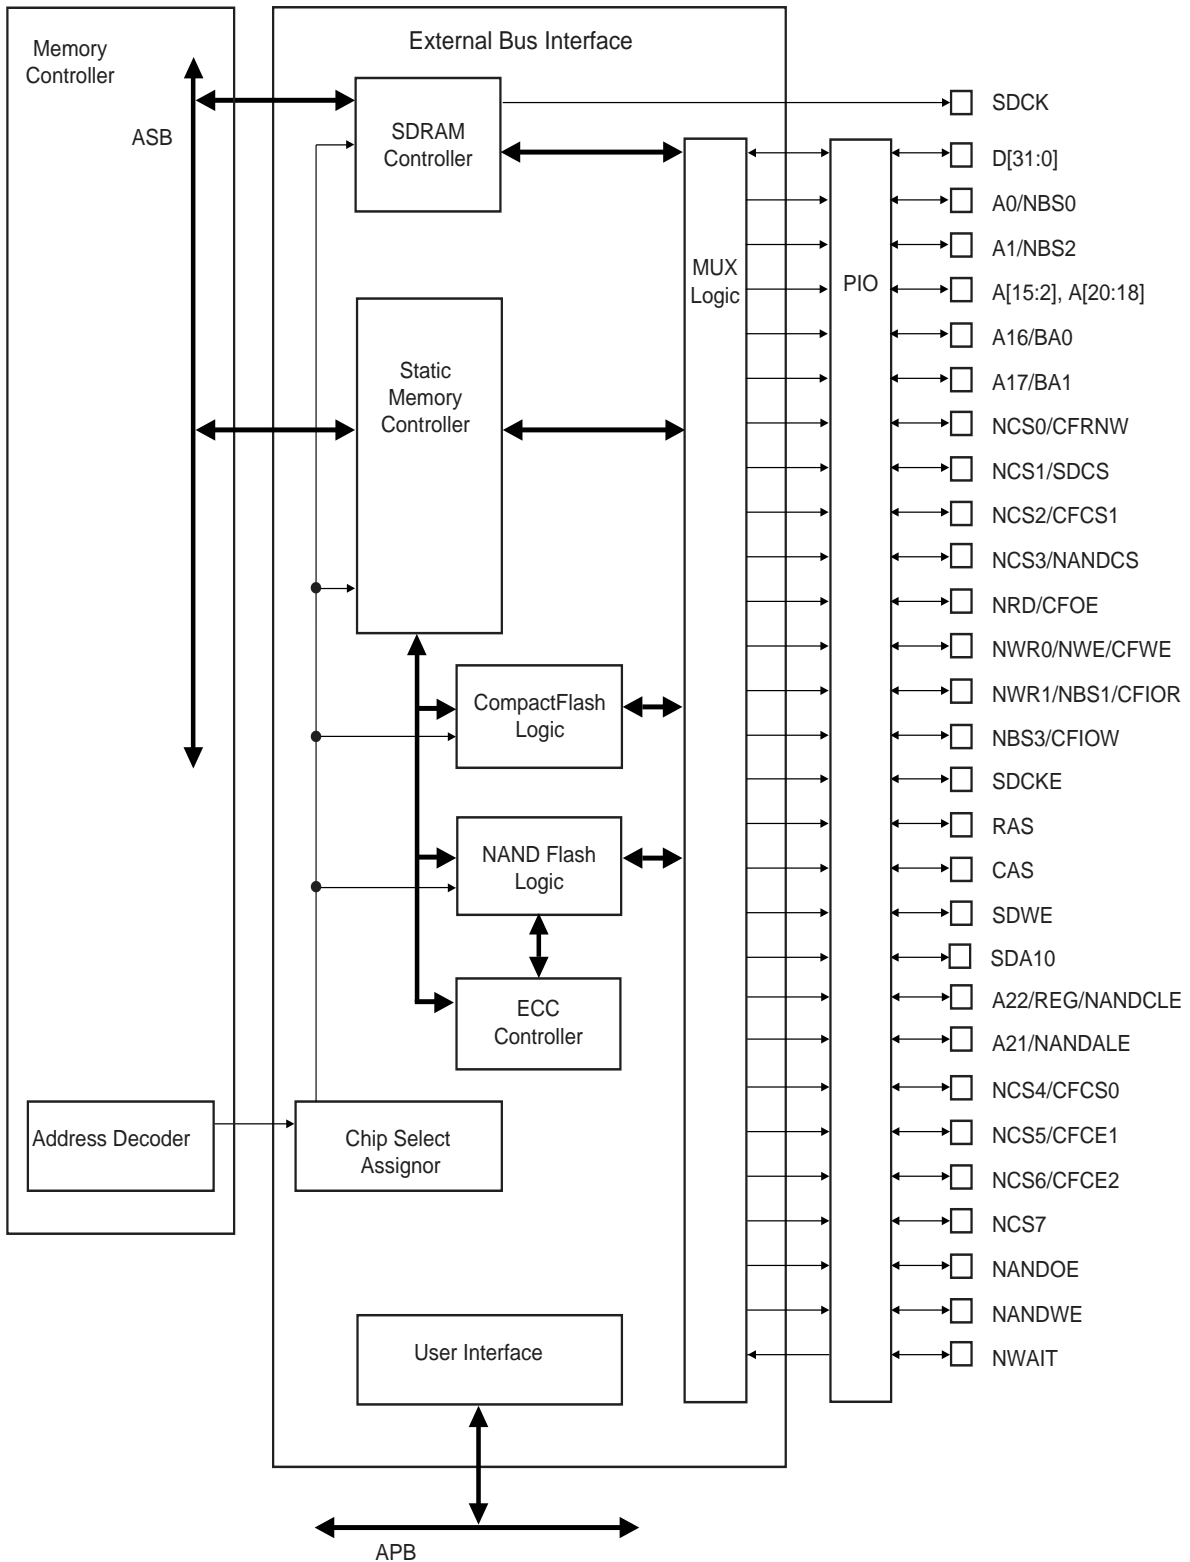 External Bus Interface
Memory
Controller
ASB
SDRAM
Controller
MUX
Logic
PIO
Static
Memory
Controller
CompactFlash
Logic
NAND Flash
Logic
ECC
Controller
Address Decoder
Chip Select
Assignor
User Interface
APB
SDCK
D[31:0]
A0/NBS0
A1/NBS2
A[15:2], A[20:18]
A16/BA0
A17/BA1
NCS0/CFRNW
NCS1/SDCS
NCS2/CFCS1
NCS3/NANDCS
NRD/CFOE
NWR0/NWE/CFWE
NWR1/NBS1/CFIOR
NBS3/CFIOW
SDCKE
RAS
CAS
SDWE
SDA10
A22/REG/NANDCLE
A21/NANDALE
NCS4/CFCS0
NCS5/CFCE1
NCS6/CFCE2
NCS7
NANDOE
NANDWE
NWAIT